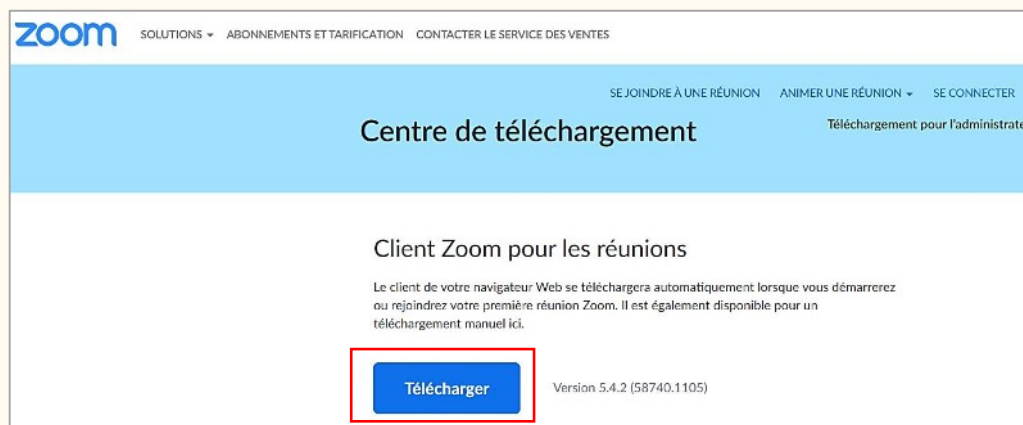 zoom SOLUTIONS ABONNEMENTS ET TARIFICATION CONTACTER LE SERVICE DES VENTES
SE JOINDRE À UNE RÉUNION ANIMER UNE RÉUNION SE CONNECTER
Centre de téléchargement
Téléchargement pour l'administrate
Client Zoom pour les réunions
Le client de votre navigateur Web se téléchargera automatiquement lorsque vous démarrerez
ou rejoindrez votre première réunion Zoom. Il est également disponible pour un
téléchargement manuel ici.
Télécharger Version 5.4.2 (58740.1105)